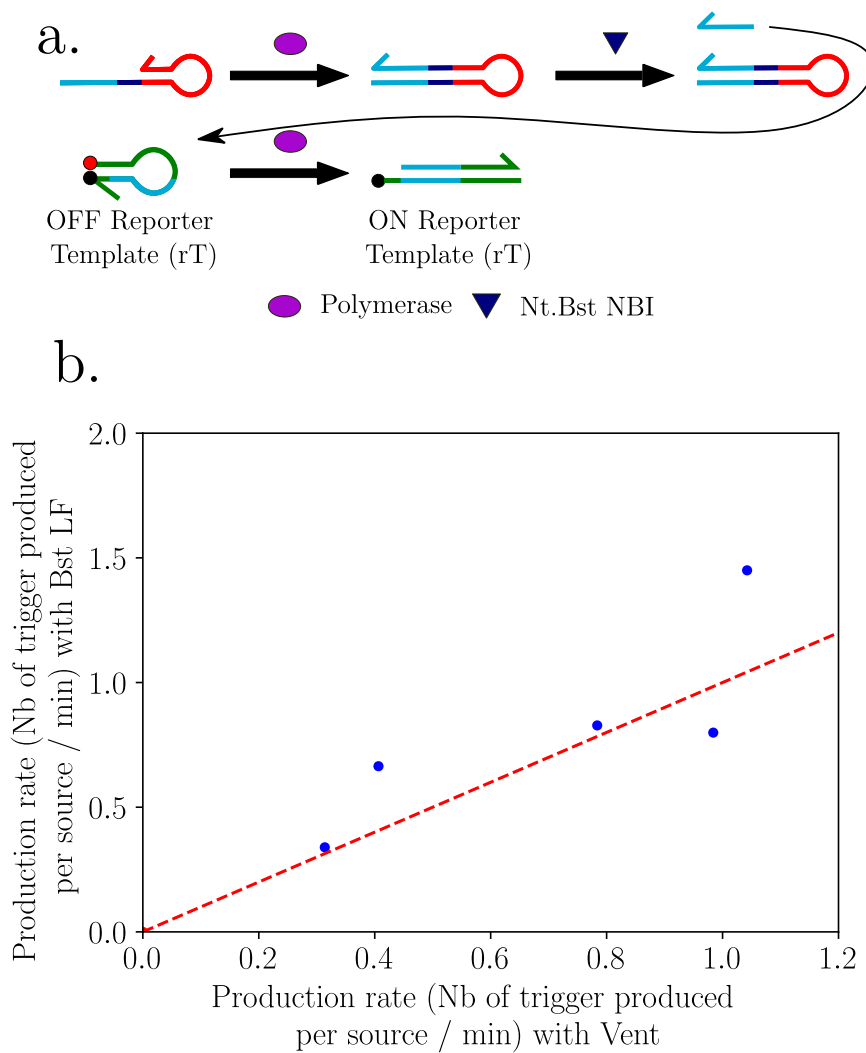 a.
OFF Reporter
Template (rT)
ON Reporter
Template (rT)
Polymerase
Nt.Bst NBI
b.
Production rate (Nb of trigger produced
per source / min) with Bst LF
2.0
1.5
1.0
0.5
0.0
0.0 0.2 0.4 0.6 0.8 1.0 1.2
Production rate (Nb of trigger produced
per source / min) with Vent